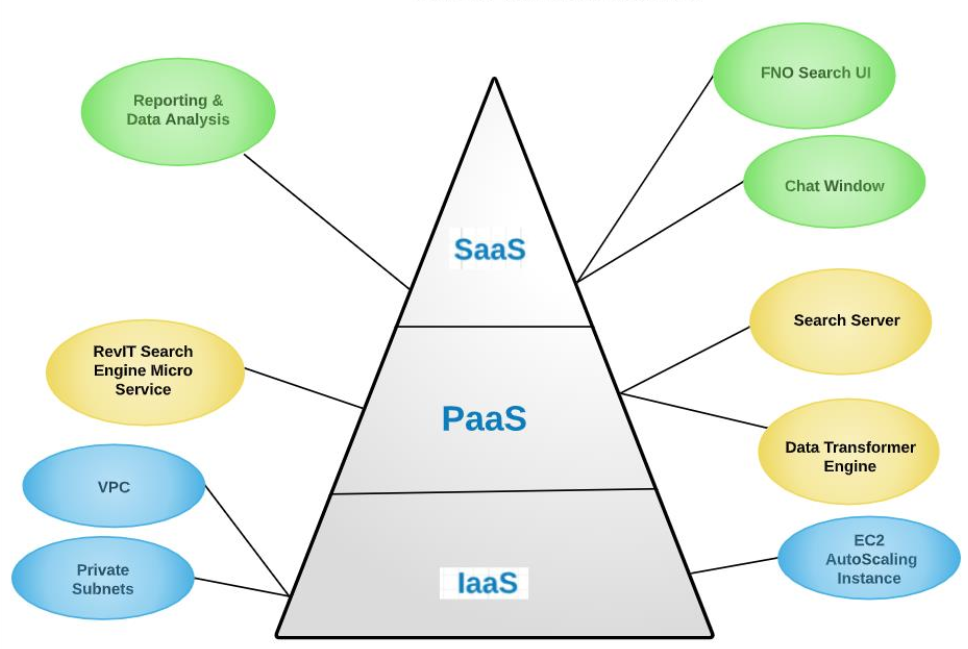 FNO Search UI
Reporting &
Data Analysis
Chat Window
SaaS
Search Server
RevIT Search
Engine Micro
Service
PaaS
Data Transformer
Engine
VPC
EC2
AutoScaling
Instance
Private
Subnets
IaaS